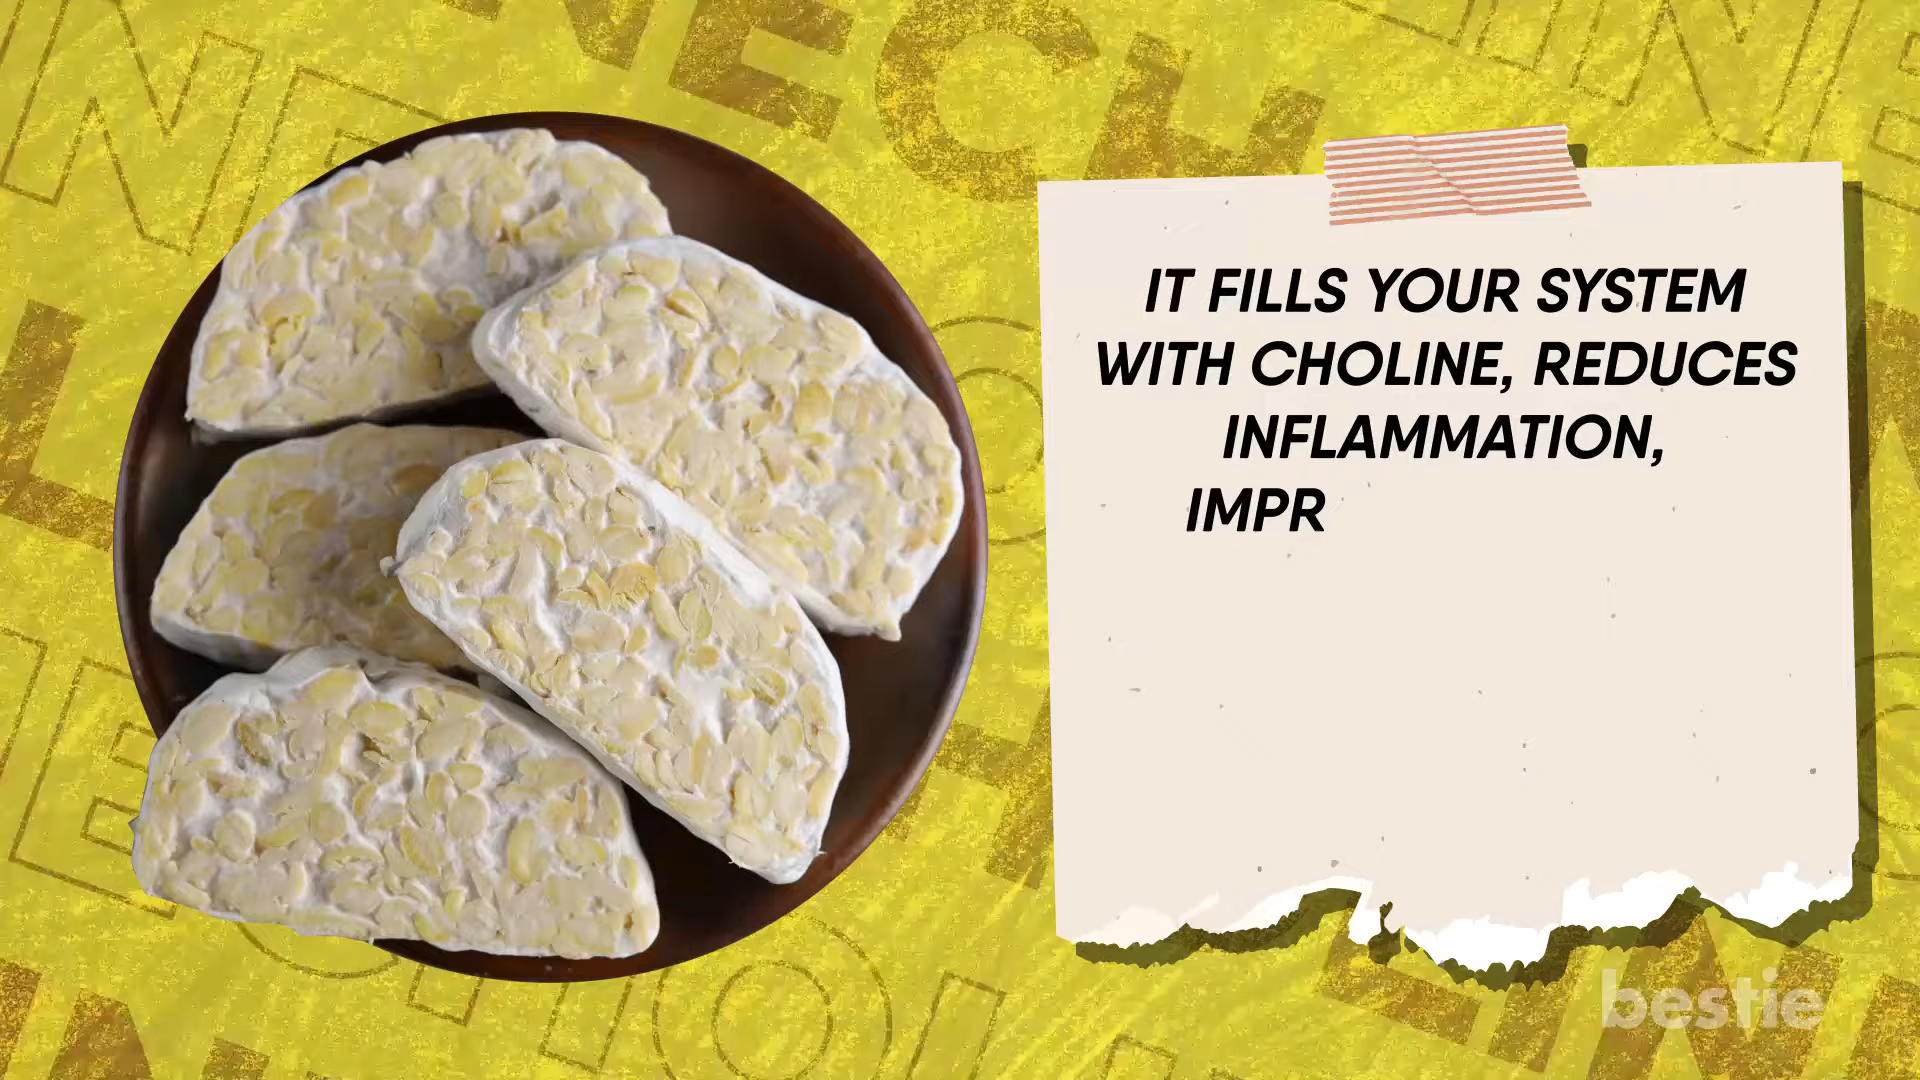 IT FILLS YOUR SYSTEM
WITH CHOLINE, REDUCES
INFLAMMATION,
IMPR
bestie